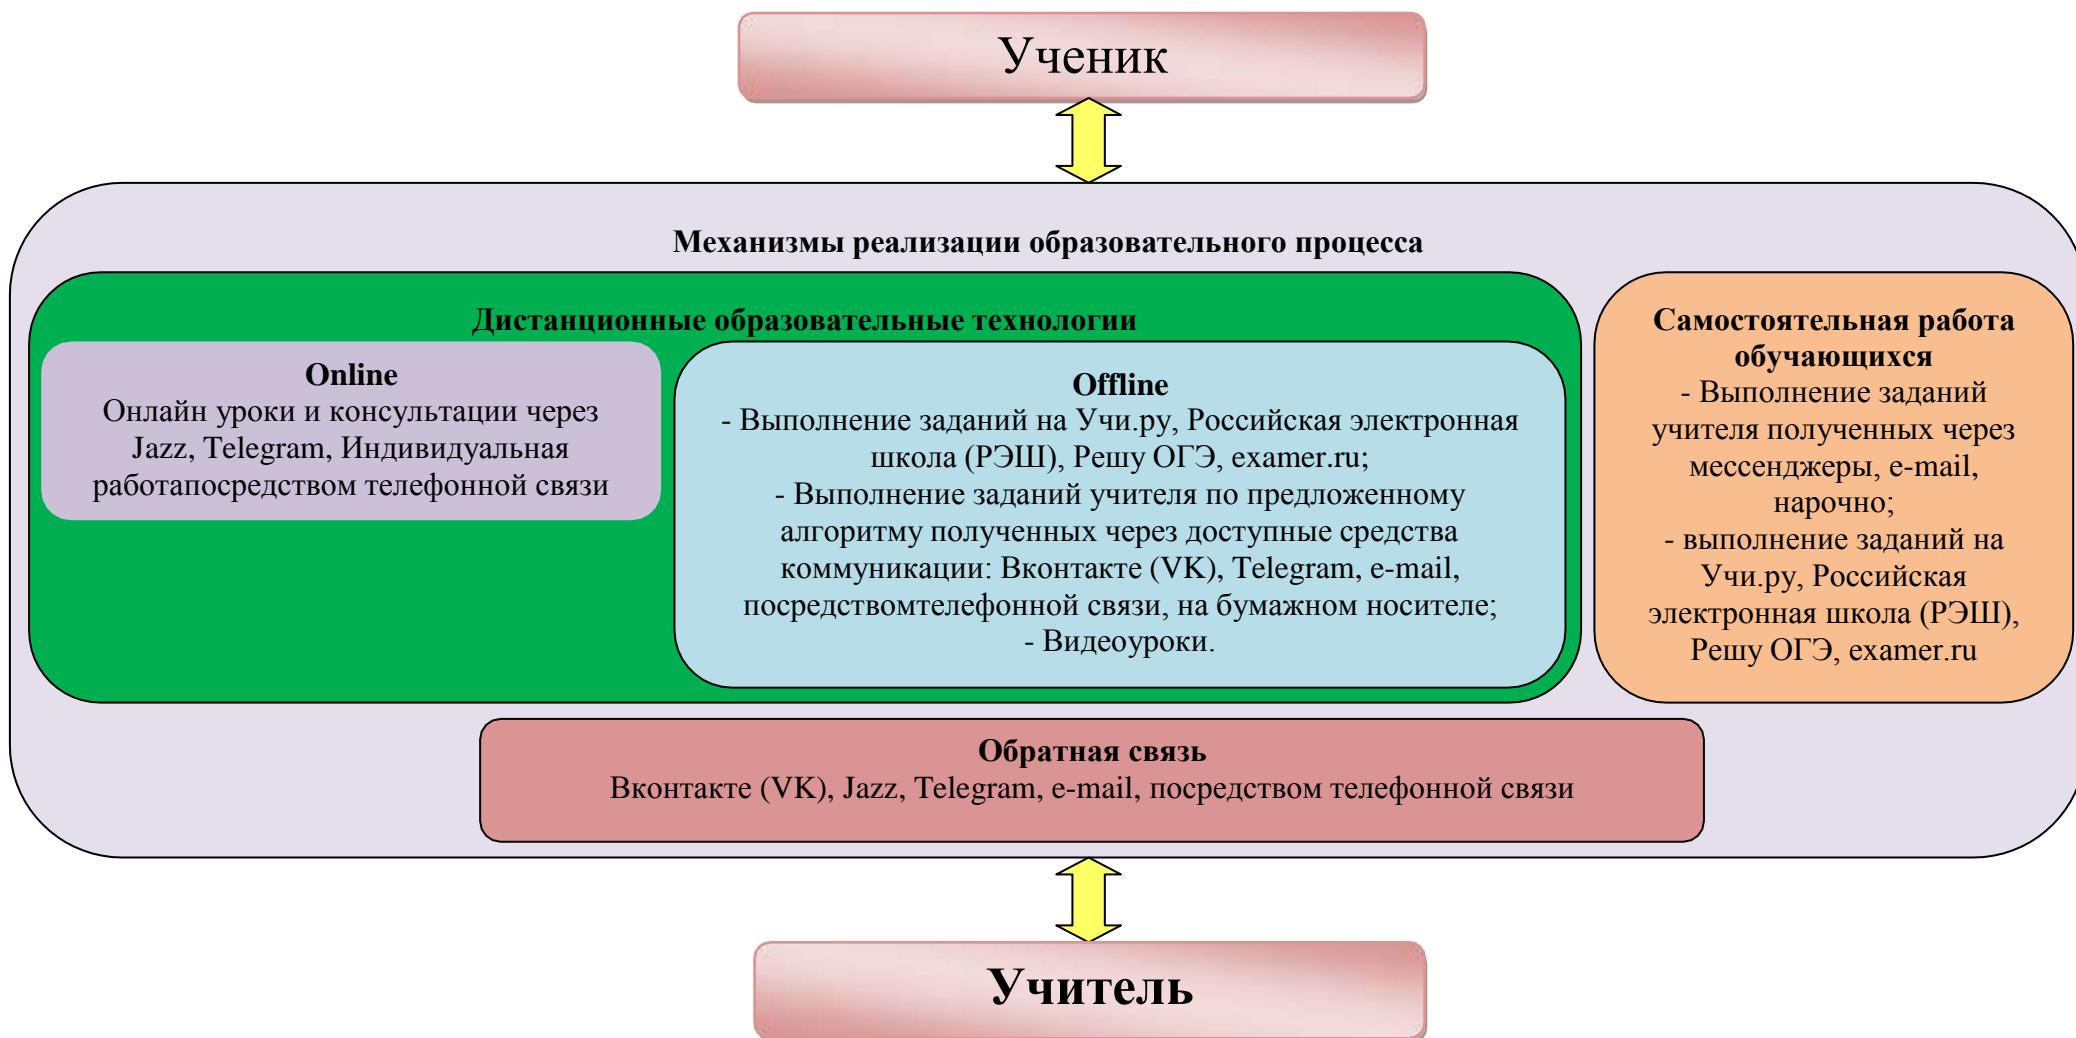 Ученик
Механизмы реализации образовательного процесса
Дистанционные образовательные технологии
Online
Онлайн уроки и консультации через
Jazz, Telegram, Индивидуальная
работапосредством телефонной связи
Offline
- Выполнение заданий на Учи.ру, Российская электронная
школа (РЭШ), Решу ОГЭ, examer.ru;
- Выполнение заданий учителя по предложенному
алгоритму полученных через доступные средства
коммуникации: Вконтакте (VK), Telegram, e-mail,
посредствомтелефонной связи, на бумажном носителе;
- Видеоуроки.
Самостоятельная работа
обучающихся
- Выполнение заданий
учителя полученных через
мессенджеры, e-mail,
нарочно;
- выполнение заданий на
Учи.ру, Российская
электронная школа (РЭШ),
Решу ОГЭ, examer.ru
Обратная связь
Вконтакте (VK), Jazz, Telegram, e-mail, посредством телефонной связи
Учитель